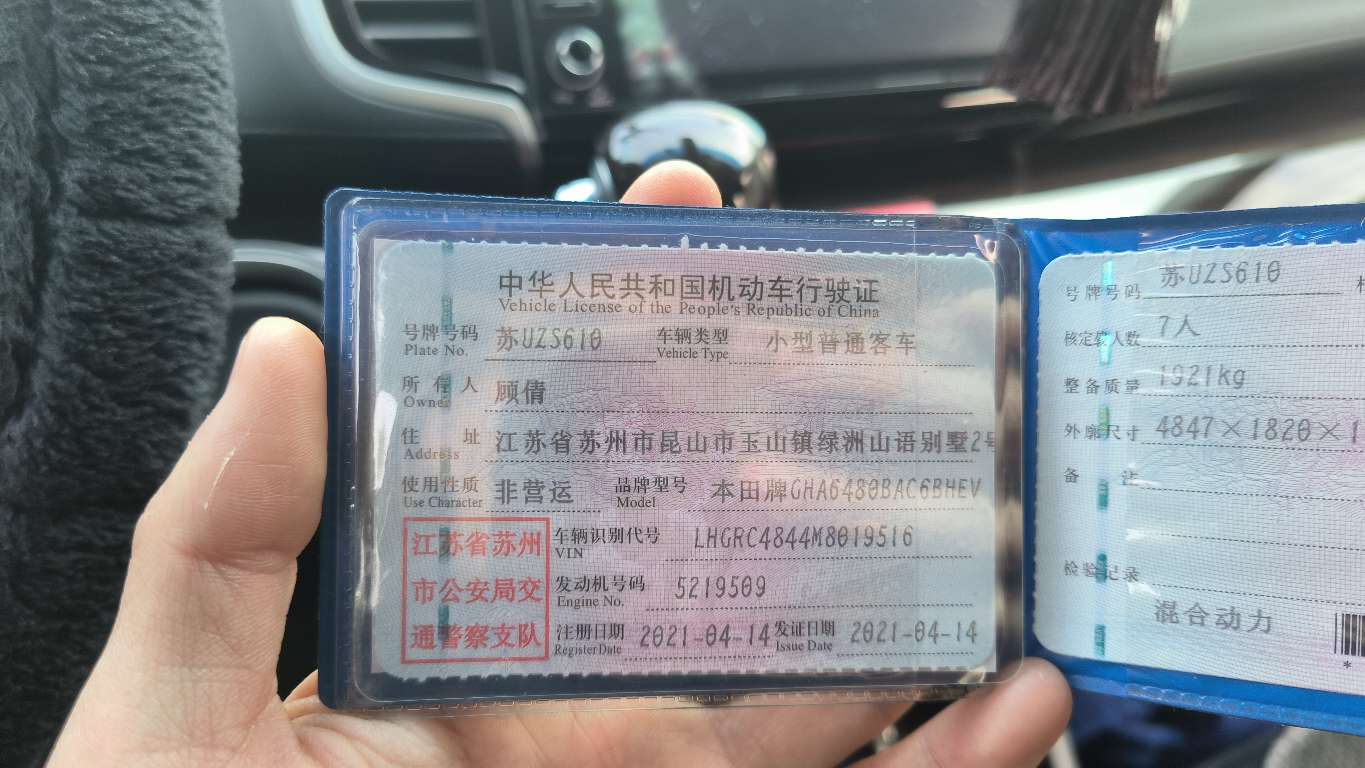 中华人民共和国机动车行驶证
Vehicle License of the People's Republic of China
号牌号码 苏UZS610 车辆类型 小型普通客车
Plate No. Vehicle Type
所有人 顾倩
Owner
住址 江苏省苏州市昆山市玉山镇绿洲山语别墅2号
Address
使用性质 非营运 品牌型号 本田牌GHA6480BAC6BHEV
Use Character Model
江苏省苏州
市公安局交
通警察支队
车辆识别代号 LHGRC4844M8019516
VIN
发动机号码 5219509
Engine No.
注册日期 2021-04-14 发证日期 2021-04-14
Register Date Issue Date
号牌号码 苏UZS610
核定载人数 7人
整备质量 1921kg
外廓尺寸 4847×1820×1
备注
检验记录
混合动力
*